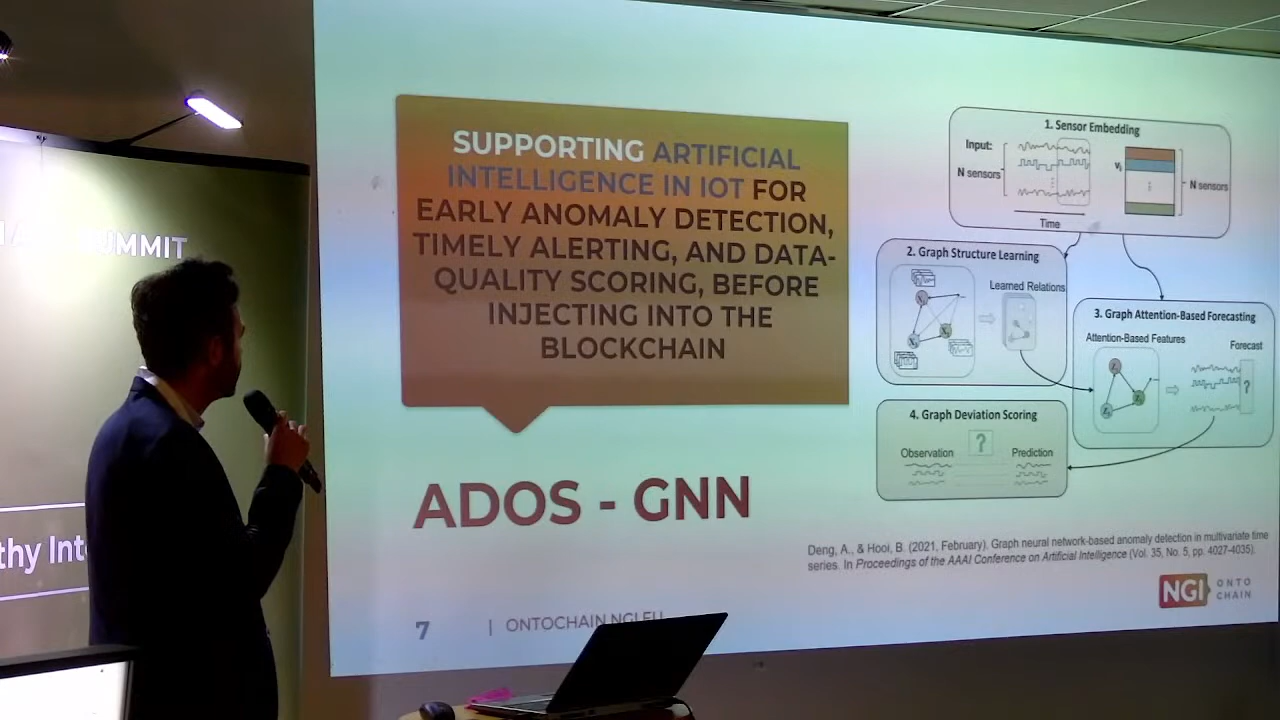 UMMIT
thy Int
SUPPORTING ARTIFICIAL
INTELLIGENCE IN IOT FOR
EARLY ANOMALY DETECTION,
TIMELY ALERTING, AND DATA-
QUALITY SCORING, BEFORE
INJECTING INTO THE
BLOCKCHAIN
ADOS - GNN
1. Sensor Embedding
Input:
N sensors
Time
N sensors
2. Graph Structure Learning
Learned Relations
3. Graph Attention-Based Forecasting
Attention-Based Features
Forecast
?
4. Graph Deviation Scoring
?
Observation
Prediction
Deng, A., & Hooi, B. (2021, February). Graph neural network-based anomaly detection in multivariate time
series. In Proceedings of the AAAI Conference on Artificial Intelligence (Vol. 35, No. 5, pp. 4027-4035).
NGI ONTO
CHAIN
7 | ONTOCHAIN.NGI.EU